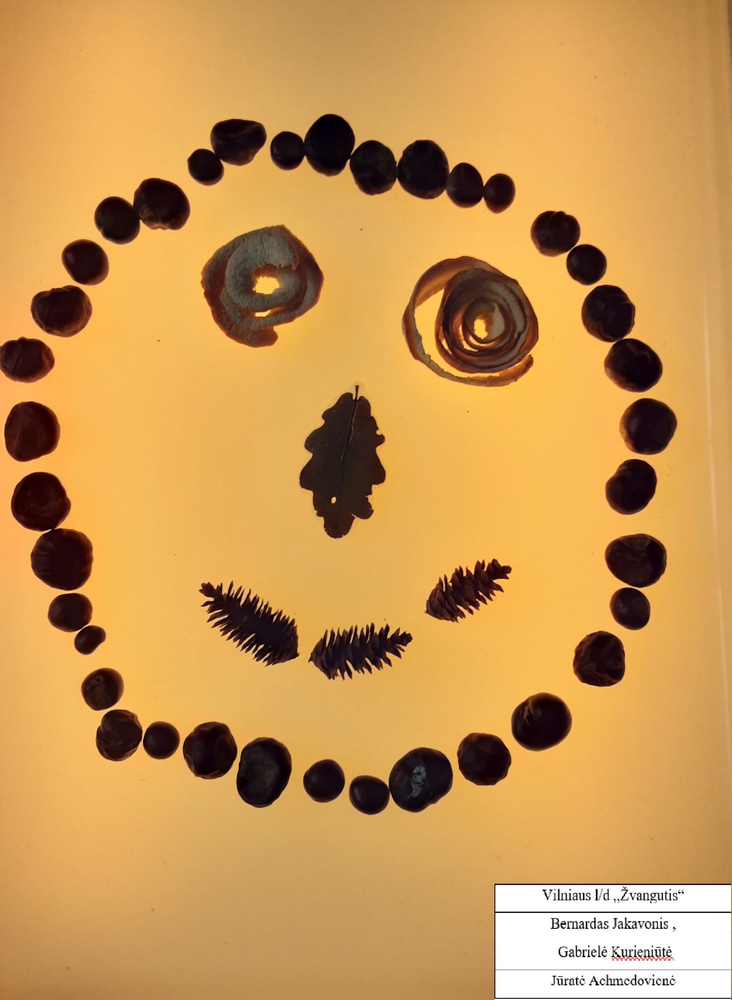 Vilniaus l/d ,,Žvangutis“
Bernardas Jakavonis ,
Gabrielė Kurieniūtė
Jūratė Achmedovienė